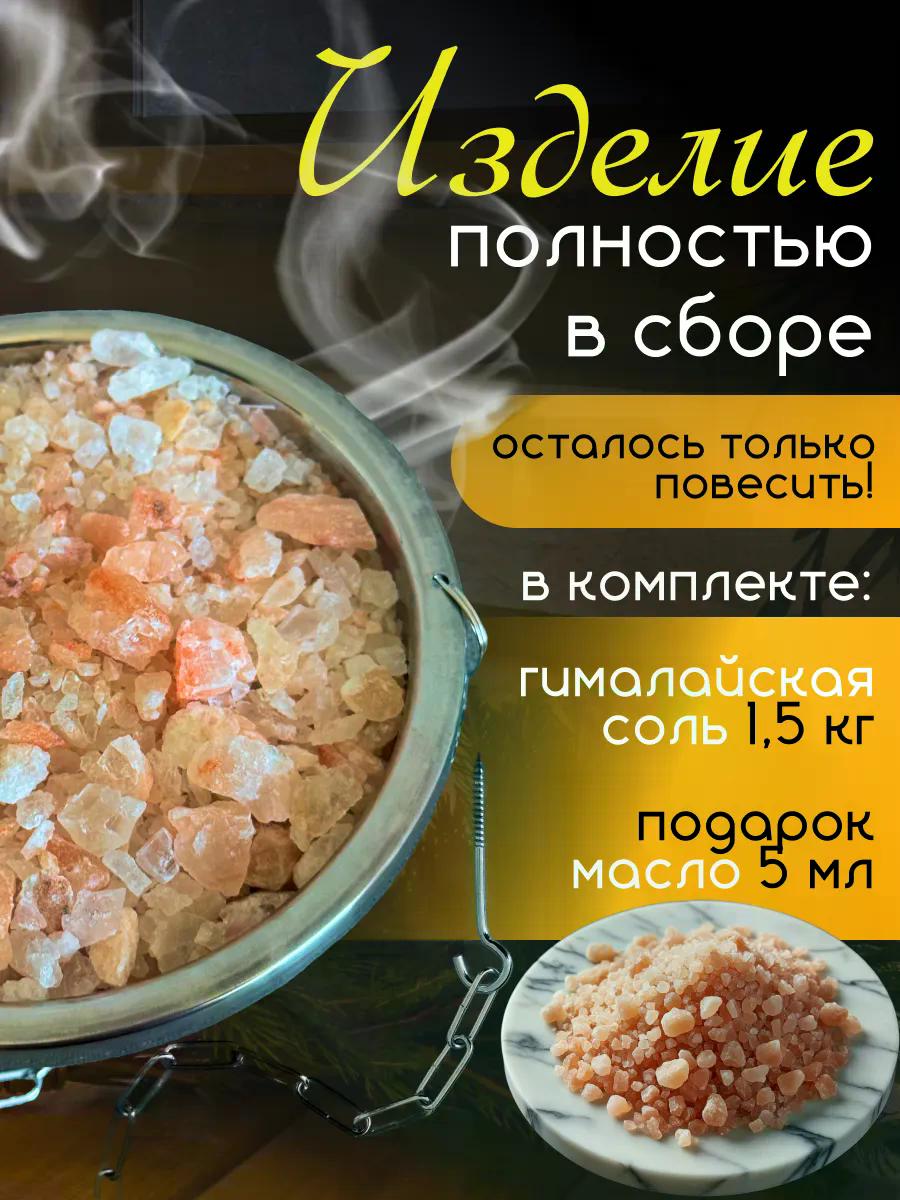 Изделие
полностью
в сборе
осталось только
повесить!
в комплекте:
гималайская
соль 1,5 кг
подарок
масло 5 мл